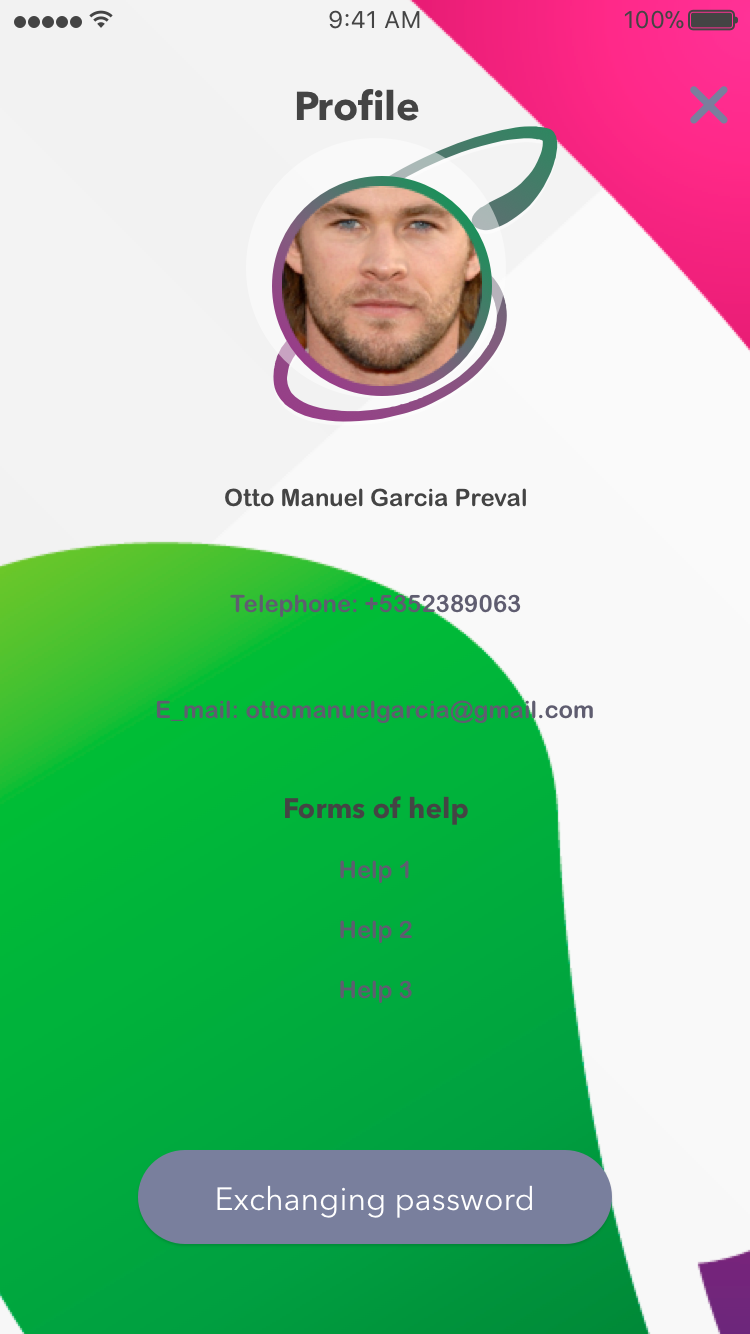 9:41 AM 100%
Profile
Otto Manuel Garcia Preval
Telephone: +5352389063
E_mail: ottomanuelgarcia@gmail.com
Forms of help
Help 1
Help 2
Help 3
Exchanging password